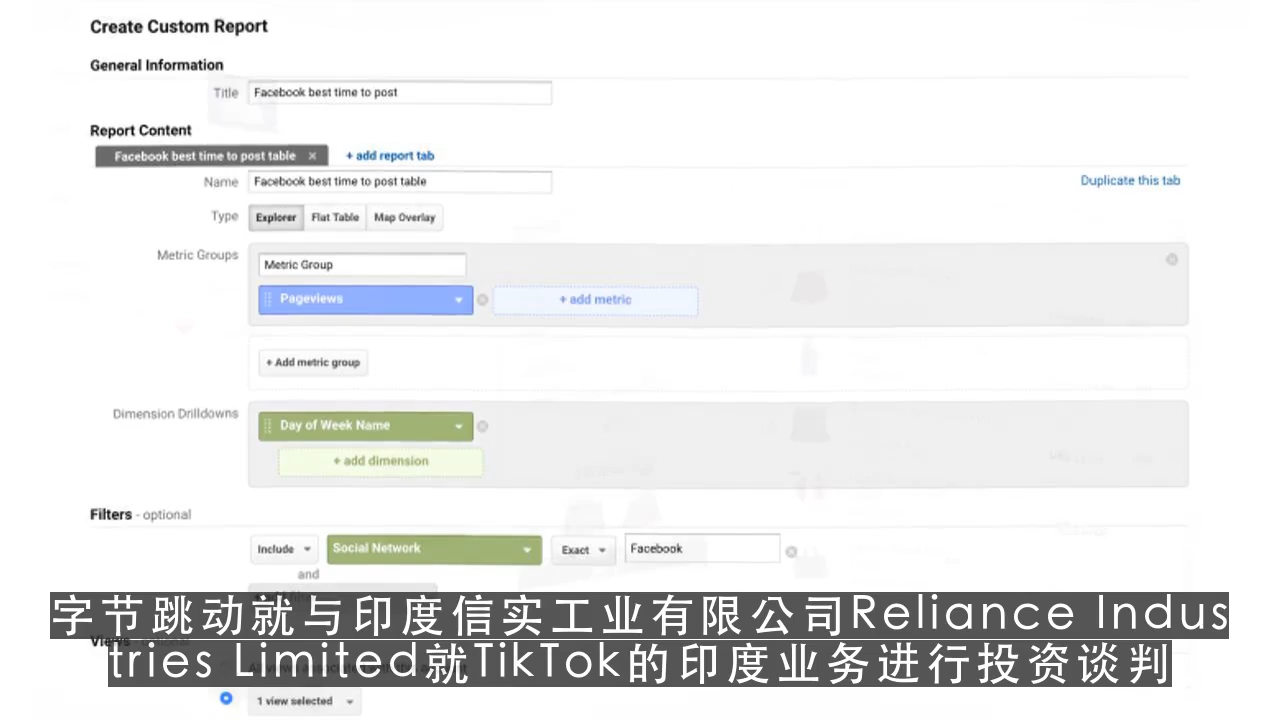 Create Custom Report
General Information
Title Facebook best time to post
Report Content
Facebook best time to post table × + add report tab
Name Facebook best time to post table
Duplicate this tab
Type Explorer Flat Table Map Overlay
Metric Groups
Metric Group
Pageviews + add metric
+ Add metric group
Dimension Drilldowns
Day of Week Name
+ add dimension
Filters - optional
Include Social Network Exact Facebook
and
字节跳动就与印度信实工业有限公司Reliance Indus
tries Limited就TikTok的印度业务进行投资谈判
Views - optional
1 view selected